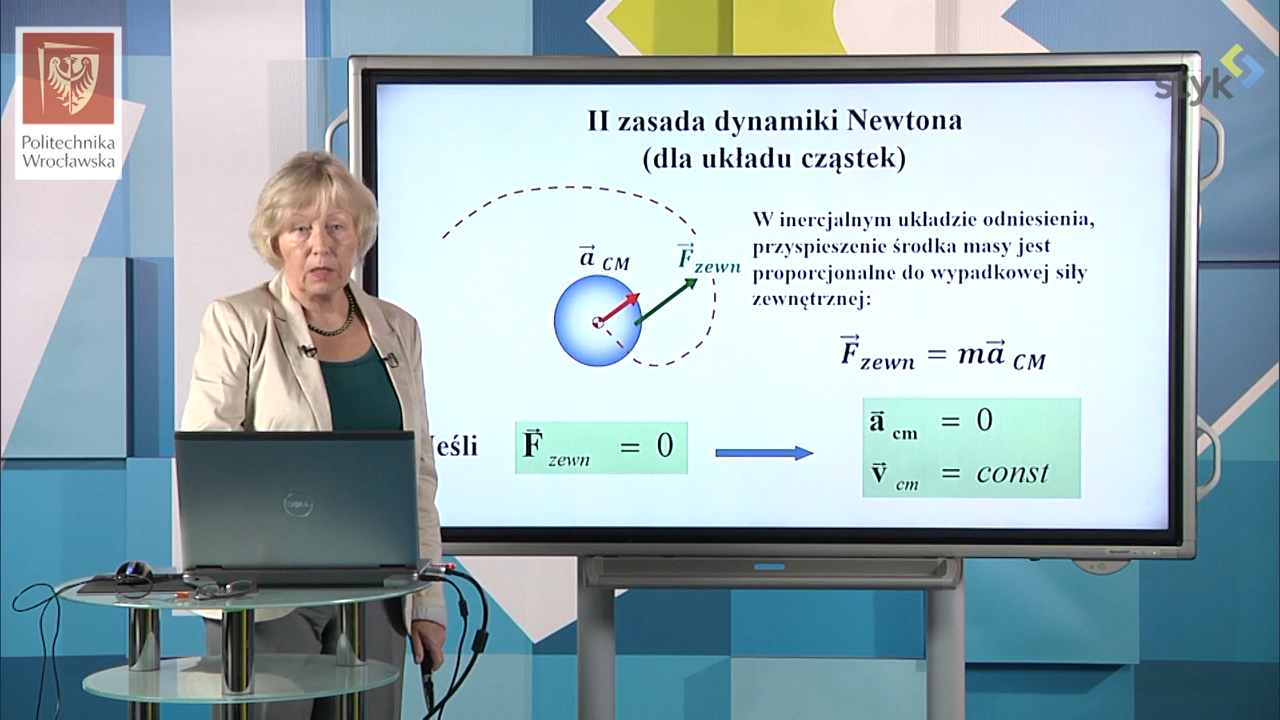 Politechnika
Wrocławska
styk
II zasada dynamiki Newtona
(dla układu cząstek)
W inercjalnym układzie odniesienia,
przyspieszenie środka masy jest
proporcjonalne do wypadkowej siły
zewnętrznej:
a⃗ CM
F⃗ zewn
F⃗ zewn = ma⃗ CM
eśli
F⃗ zewn = 0
a⃗ cm = 0
v⃗ cm = const